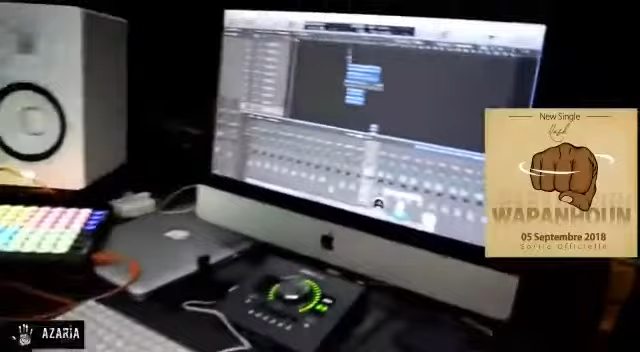 New Single
WAPANHOUN
05 Septembre 2018
Sortie Officielle
AZARIA